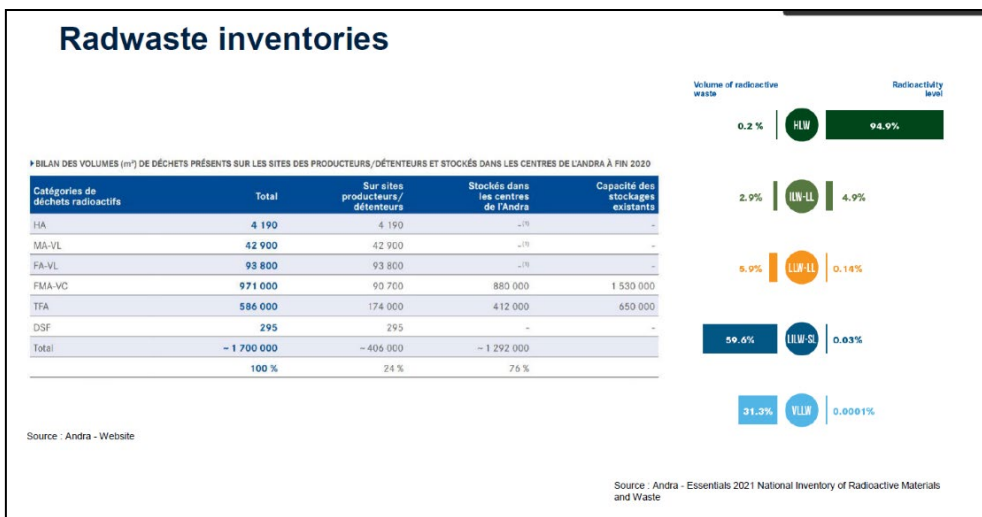 Radwaste inventories
▶BILAN DES VOLUMES (m³) DE DÉCHETS PRÉSENTS SUR LES SITES DES PRODUCTEURS/DÉTENTEURS ET STOCKÉS DANS LES CENTRES DE L'ANDRA À FIN 2020
Catégories de déchets radioactifs Total Sur sites producteurs/ détenteurs Stockés dans les centres de l'Andra Capacité des stockages existants
HA 4 190 4 190 -(1) -
MA-VL 42 900 42 900 -(1) -
FA-VL 93 800 93 800 -(1) -
FMA-VC 971 000 90 700 880 000 1 530 000
TFA 586 000 174 000 412 000 650 000
DSF 295 295 - -
Total ~ 1 700 000 ~ 406 000 ~ 1 292 000
100 % 24 % 76 %
Source : Andra - Website
Volume of radioactive waste
Radioactivity level
0.2 % HLW 94.9%
2.9% ILW-LL 4.9%
5.9% LLW-LL 0.14%
59.6% LILW-SL 0.03%
31.3% VLLW 0.0001%
Source : Andra - Essentials 2021 National Inventory of Radioactive Materials
and Waste